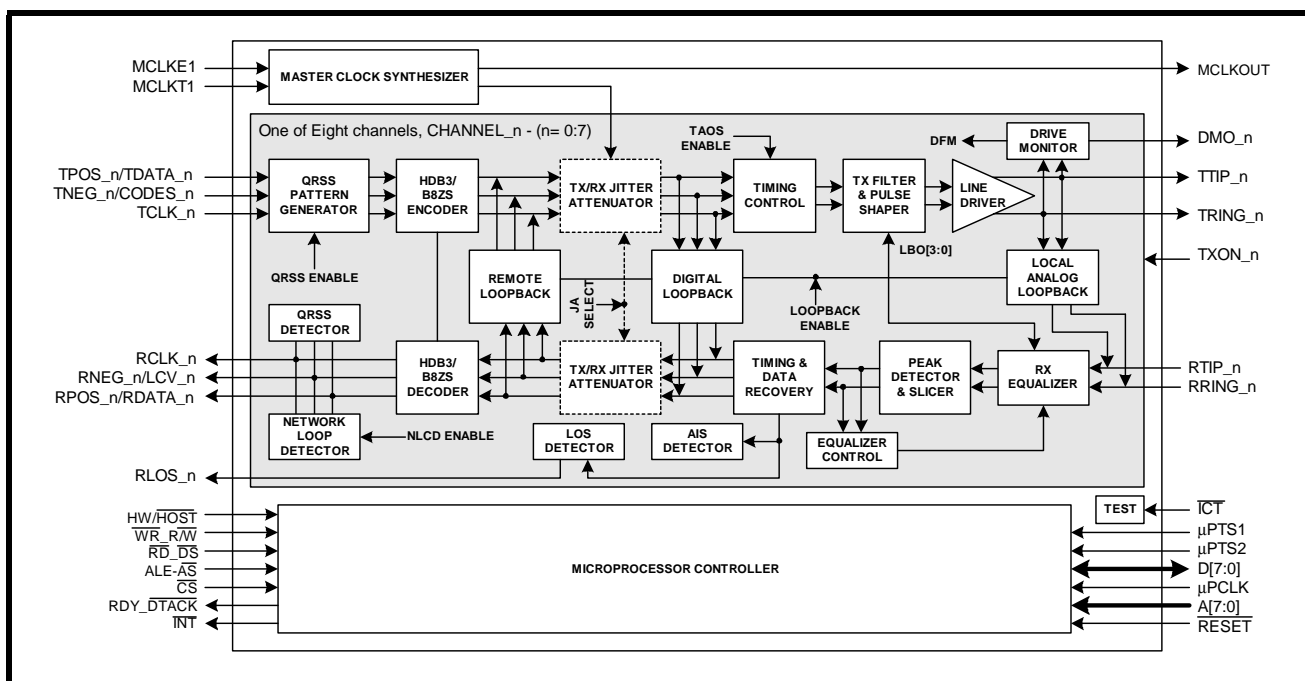 MCLKE1
MCLKT1
MASTER CLOCK SYNTHESIZER
MCLKOUT
One of Eight channels, CHANNEL_n - (n= 0:7)
TAOS
ENABLE
DFM
DRIVE
MONITOR
DMO_n
TPOS_n/TDATA_n
TNEG_n/CODES_n
TCLK_n
QRSS
PATTERN
GENERATOR
HDB3/
B8ZS
ENCODER
TX/RX JITTER
ATTENUATOR
TIMING
CONTROL
TX FILTER
& PULSE
SHAPER
LINE
DRIVER
TTIP_n
TRING_n
QRSS ENABLE
REMOTE
LOOPBACK
JA
SELECT
DIGITAL
LOOPBACK
LOOPBACK
ENABLE
LBO[3:0]
LOCAL
ANALOG
LOOPBACK
TXON_n
QRSS
DETECTOR
RCLK_n
RNEG_n/LCV_n
RPOS_n/RDATA_n
HDB3/
B8ZS
DECODER
TX/RX JITTER
ATTENUATOR
TIMING &
DATA
RECOVERY
PEAK
DETECTOR
& SLICER
RX
EQUALIZER
RTIP_n
RRING_n
NETWORK
LOOP
DETECTOR
NLCD ENABLE
LOS
DETECTOR
AIS
DETECTOR
EQUALIZER
CONTROL
RLOS_n
TEST
ICT
HW/HOST
WR_R/W
RD_DS
ALE-AS
CS
RDY_DTACK
INT
MICROPROCESSOR CONTROLLER
µPTS1
µPTS2
D[7:0]
µPCLK
A[7:0]
RESET